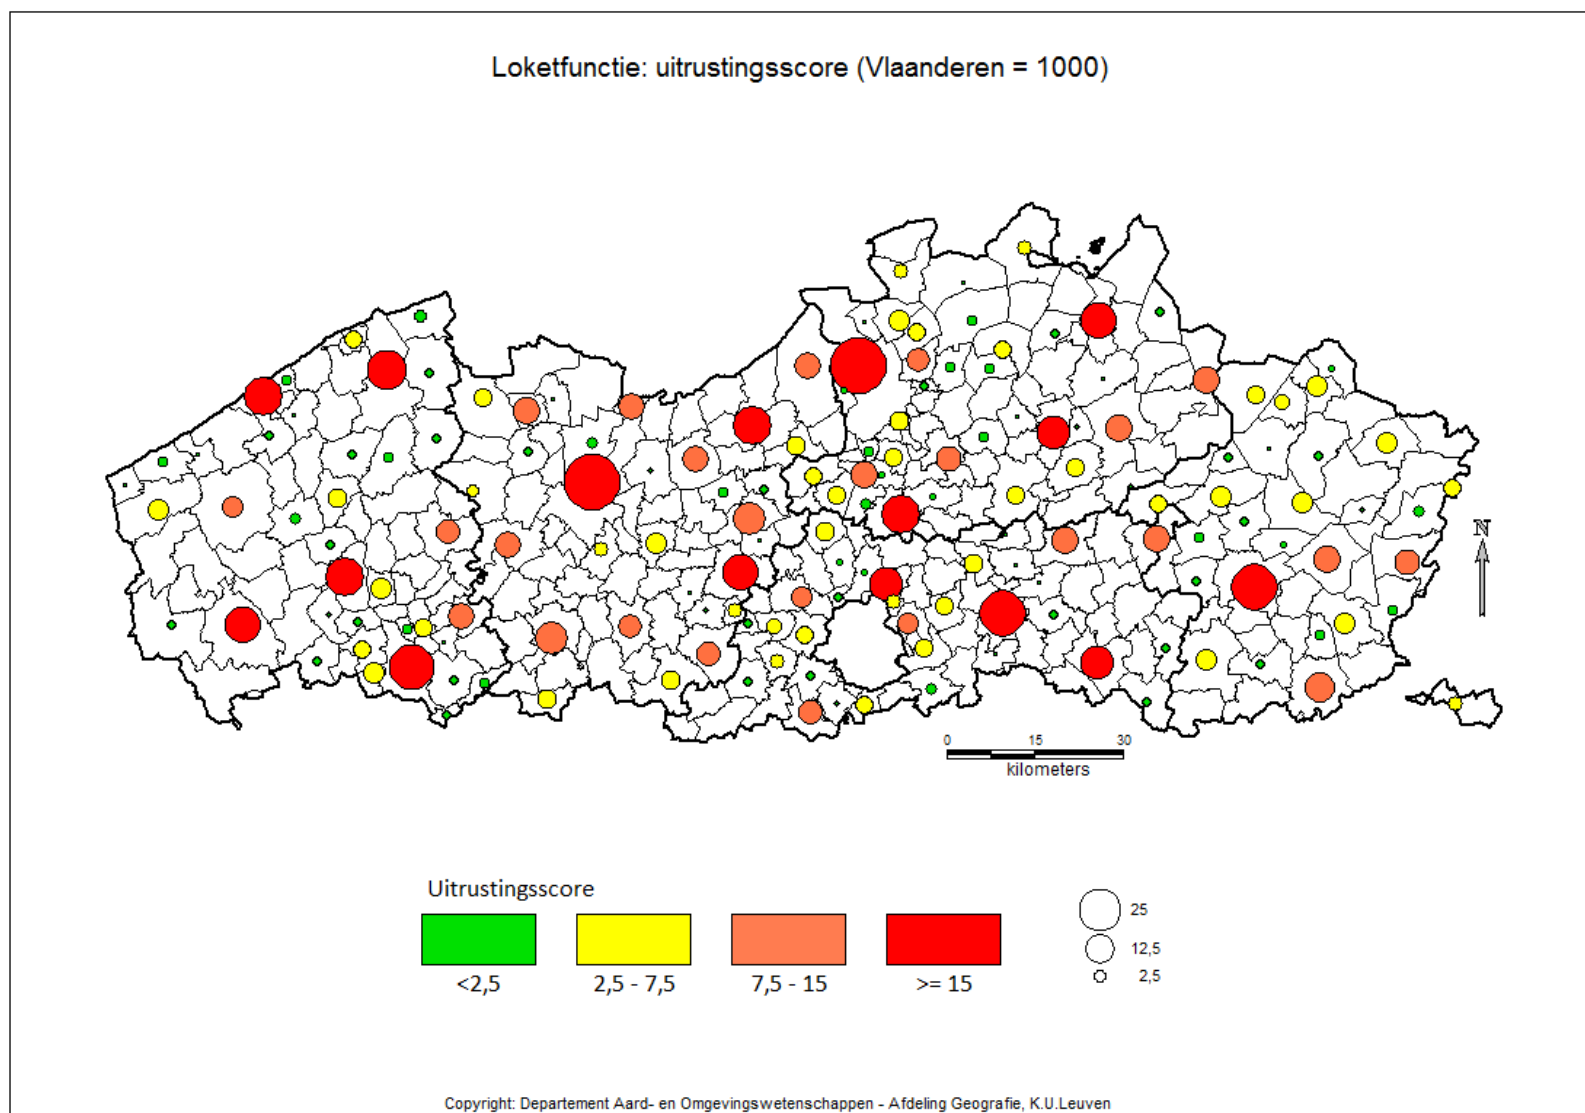 Loketfunctie: uitrustingsscore (Vlaanderen = 1000)
N
0 15 30
kilometers
Uitrustingsscore
<2,5 2,5 - 7,5 7,5 - 15 >= 15
25
12,5
2,5
Copyright: Departement Aard- en Omgevingswetenschappen - Afdeling Geografie, K.U.Leuven